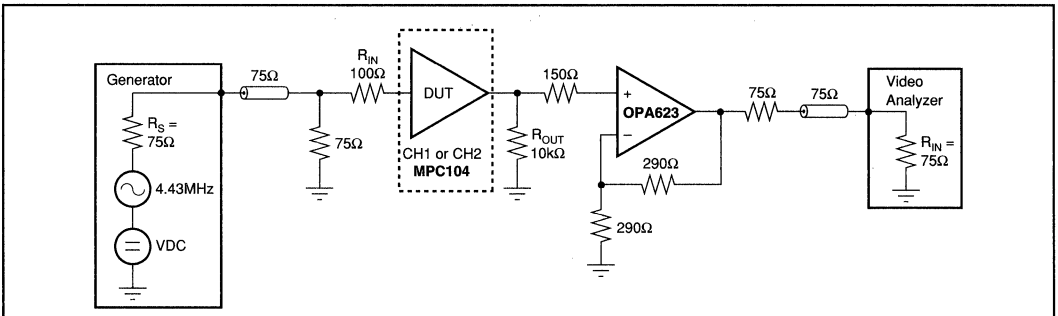 Generator
R_S =
75Ω
4.43MHz
VDC
75Ω
75Ω
R_IN
100Ω
DUT
CH1 or CH2
MPC104
R_OUT
10kΩ
150Ω
+
OPA623
−
290Ω
290Ω
75Ω
75Ω
Video
Analyzer
R_IN =
75Ω